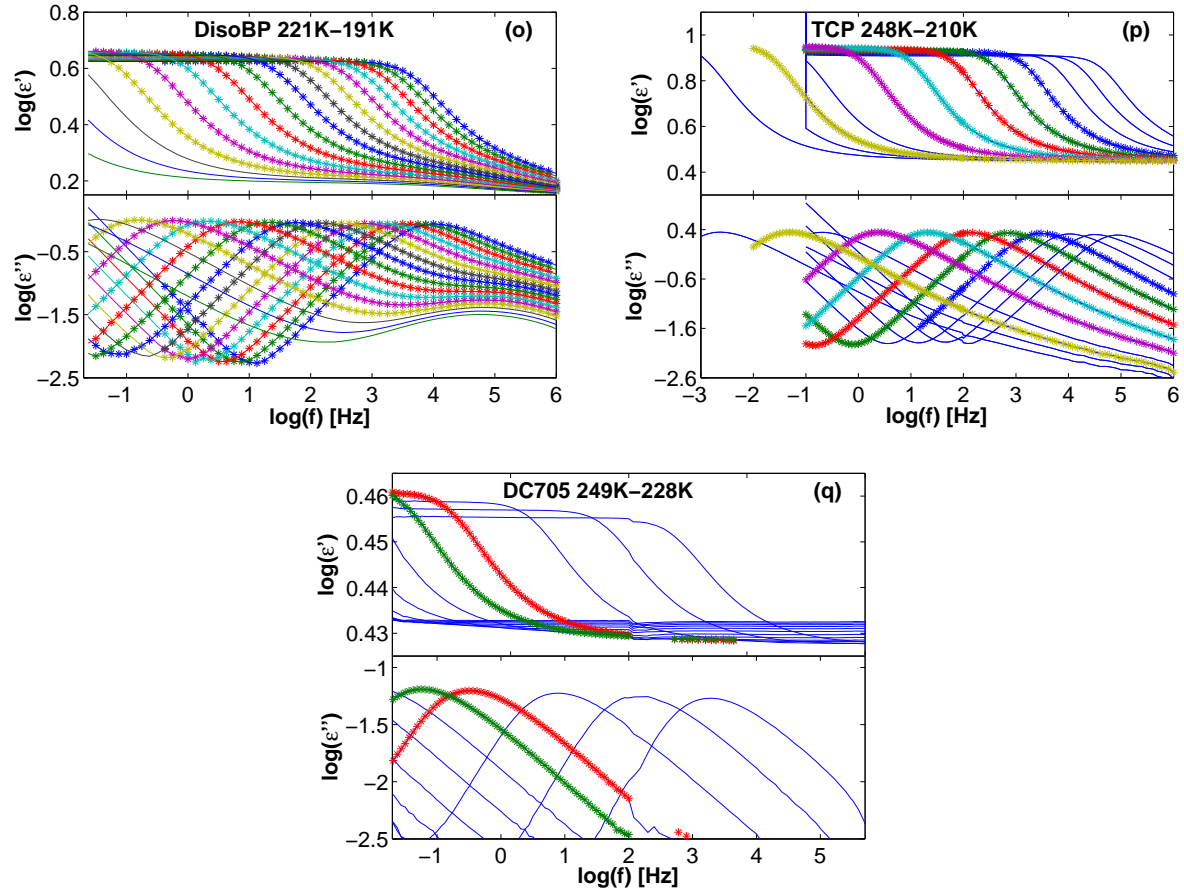 DisoBP 221K−191K (o)
0.8
0.6
0.4
0.2
log(ε')
−0.5
−1.5
−2.5
log(ε'')
−1 0 1 2 3 4 5 6
log(f) [Hz]
TCP 248K−210K (p)
1
0.8
0.6
0.4
log(ε')
0.4
−0.6
−1.6
−2.6
log(ε'')
−3 −2 −1 0 1 2 3 4 5 6
log(f) [Hz]
DC705 249K−228K (q)
0.46
0.45
0.44
0.43
log(ε')
−1
−1.5
−2
−2.5
log(ε'')
−1 0 1 2 3 4 5
log(f) [Hz]